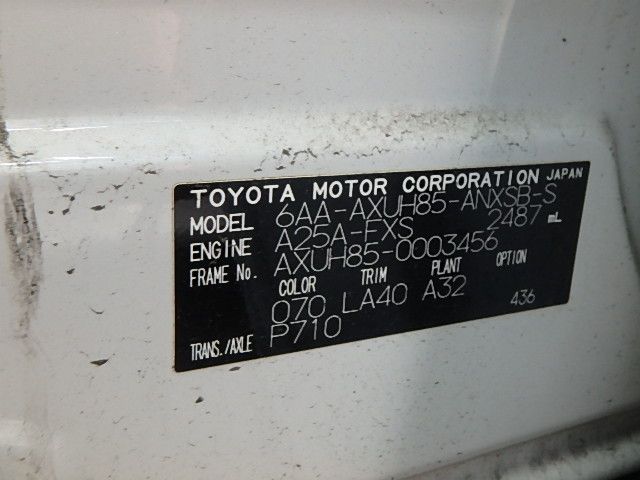 TOYOTA MOTOR CORPORATION JAPAN
MODEL 6AA-AXUH85-ANXSB-S
ENGINE A25A-FXS 2487 mL
FRAME No. AXUH85-0003456
COLOR TRIM PLANT OPTION
070 LA40 A32 436
TRANS./AXLE P710